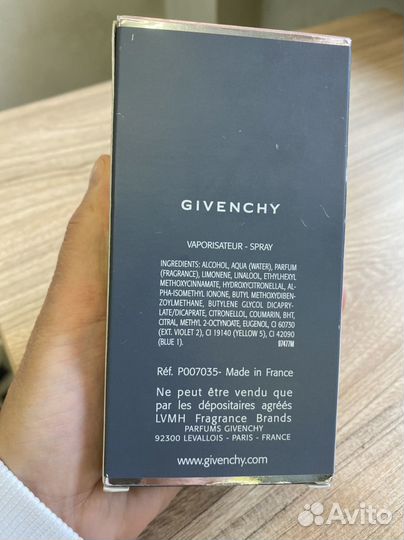 GIVENCHY
VAPORISATEUR - SPRAY
INGREDIENTS: ALCOHOL, AQUA (WATER), PARFUM
(FRAGRANCE), LIMONENE, LINALOOL, ETHYLHEXYL
METHOXYCINNAMATE, HYDROXYCITRONELLAL, AL-
PHA-ISOMETHYL IONONE, BUTYL METHOXYDIBEN-
ZOYLMETHANE, BUTYLENE GLYCOL DICAPRY-
LATE/DICAPRATE, CITRONELLOL, COUMARIN, BHT,
CITRAL, METHYL 2-OCTYNOATE, EUGENOL, CI 60730
(EXT. VIOLET 2), CI 19140 (YELLOW 5), CI 42090
(BLUE 1).
97477M
Réf. P007035- Made in France
Ne peut être vendu que
par les dépositaires agréés
LVMH Fragrance Brands
PARFUMS GIVENCHY
92300 LEVALLOIS - PARIS - FRANCE
www.givenchy.com
Avito